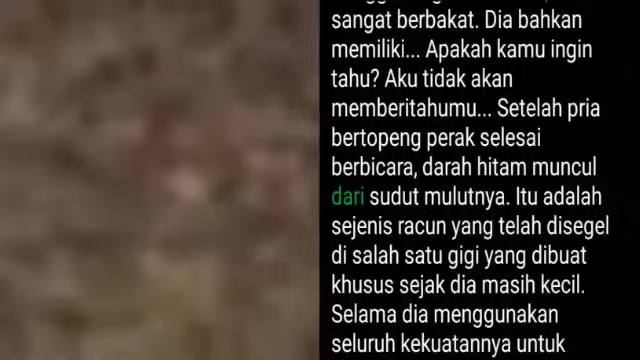 sangat berbakat. Dia bahkan
memiliki... Apakah kamu ingin
tahu? Aku tidak akan
memberitahumu... Setelah pria
bertopeng perak selesai
berbicara, darah hitam muncul
dari sudut mulutnya. Itu adalah
sejenis racun yang telah disegel
di salah satu gigi yang dibuat
khusus sejak dia masih kecil.
Selama dia menggunakan
seluruh kekuatannya untuk